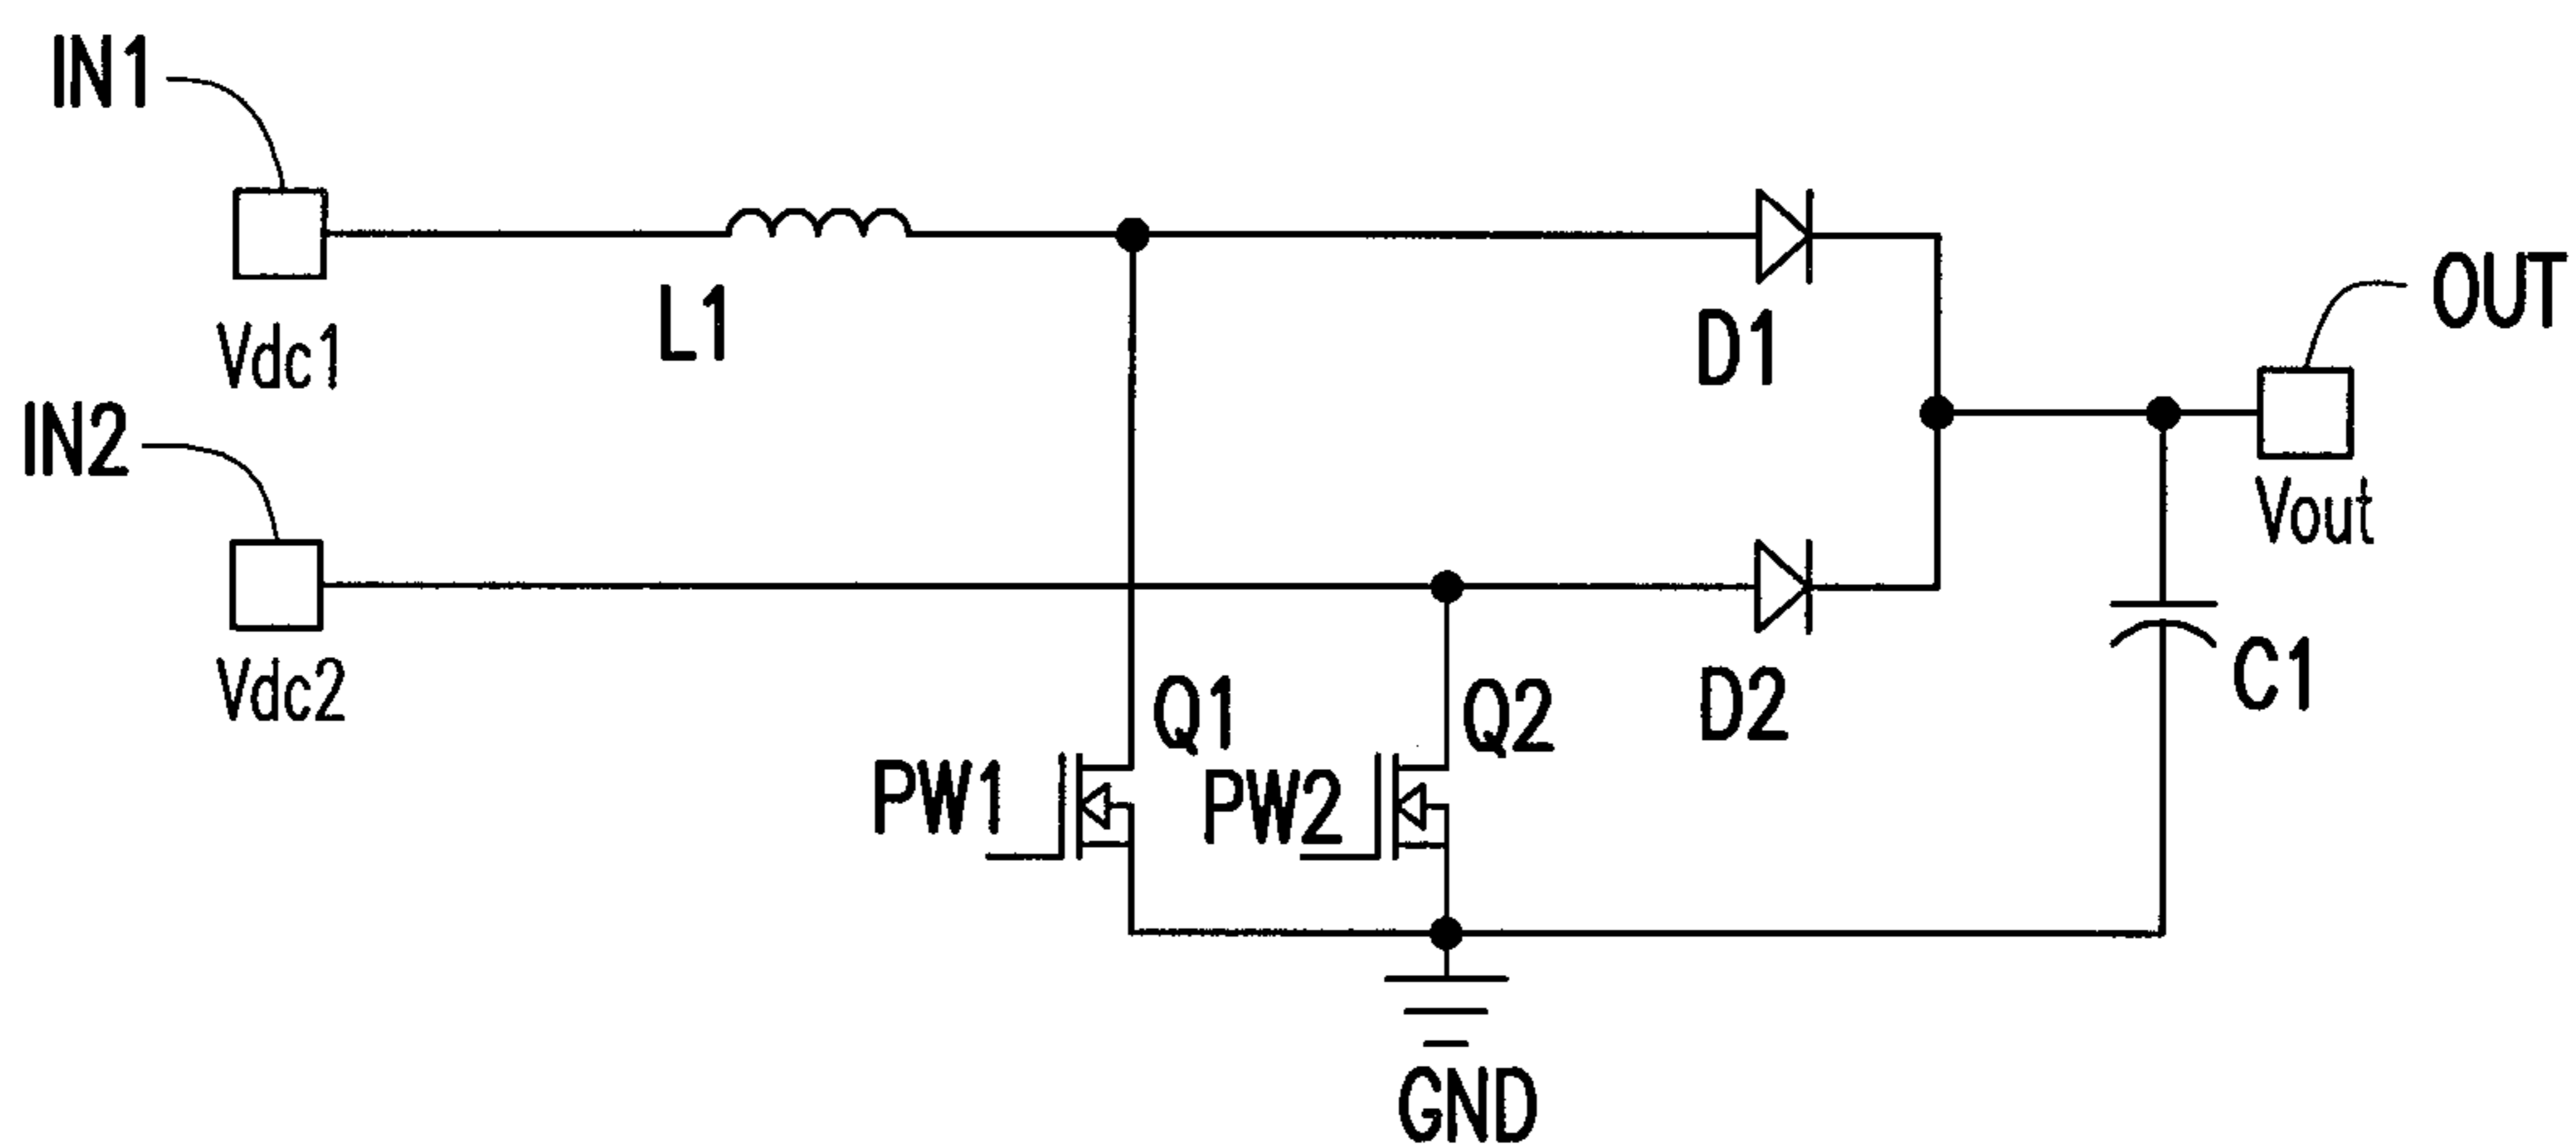 IN1
Vdc1
L1
D1
OUT
IN2
Vout
Vdc2
Q1
Q2
D2
C1
PW1
PW2
GND